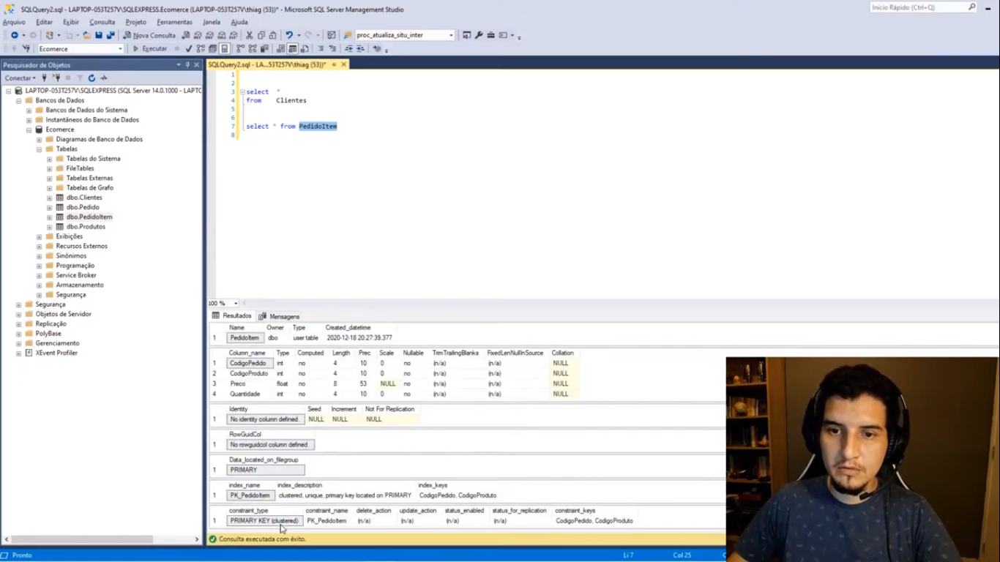 SQLQuery2.sql - LAPTOP-053T257V\SQLEXPRESS.Ecomerce (LAPTOP-053T257V\thiag (53))* - Microsoft SQL Server Management Studio
Início Rápido (Ctrl+Q)
Arquivo Editar Exibir Consulta Projeto Ferramentas Janela Ajuda
Nova Consulta proc_atualiza_situ_inter
Ecomerce Executar
Pesquisador de Objetos
SQLQuery2.sql - LA...53T257V\thiag (53))*
Conectar
LAPTOP-053T257V\SQLEXPRESS (SQL Server 14.0.1000 - LAPTC
Bancos de Dados
Bancos de Dados do Sistema
Instantâneos do Banco de Dados
Ecomerce
Diagramas de Banco de Dados
Tabelas
Tabelas do Sistema
FileTables
Tabelas Externas
Tabelas de Grafo
dbo.Clientes
dbo.Pedido
dbo.PedidoItem
dbo.Produtos
Exibições
Recursos Externos
Sinônimos
Programação
Service Broker
Armazenamento
Segurança
Segurança
Objetos de Servidor
Replicação
PolyBase
Gerenciamento
XEvent Profiler
1
2
3 select *
4 from Clientes
5
6
7 select * from PedidoItem
8
100 %
Resultados Mensagens
Name Owner Type Created_datetime
1 PedidoItem dbo user table 2020-12-18 20:27:39.377
Column_name Type Computed Length Prec Scale Nullable TrimTrailingBlanks FixedLenNullInSource Collation
1 CodigoPedido int no 4 10 0 no (n/a) (n/a) NULL
2 CodigoProduto int no 4 10 0 no (n/a) (n/a) NULL
3 Preco float no 8 53 NULL no (n/a) (n/a) NULL
4 Quantidade int no 4 10 0 no (n/a) (n/a) NULL
Identity Seed Increment Not For Replication
1 No identity column defined. NULL NULL NULL
RowGuidCol
1 No rowguidcol column defined.
Data_located_on_filegroup
1 PRIMARY
index_name index_description index_keys
1 PK_PedidoItem clustered, unique, primary key located on PRIMARY CodigoPedido, CodigoProduto
constraint_type constraint_name delete_action update_action status_enabled status_for_replication constraint_keys
1 PRIMARY KEY (clustered) PK_PedidoItem (n/a) (n/a) (n/a) (n/a) CodigoPedido, CodigoProduto
Consulta executada com êxito.
Pronto Li 7 Col 25